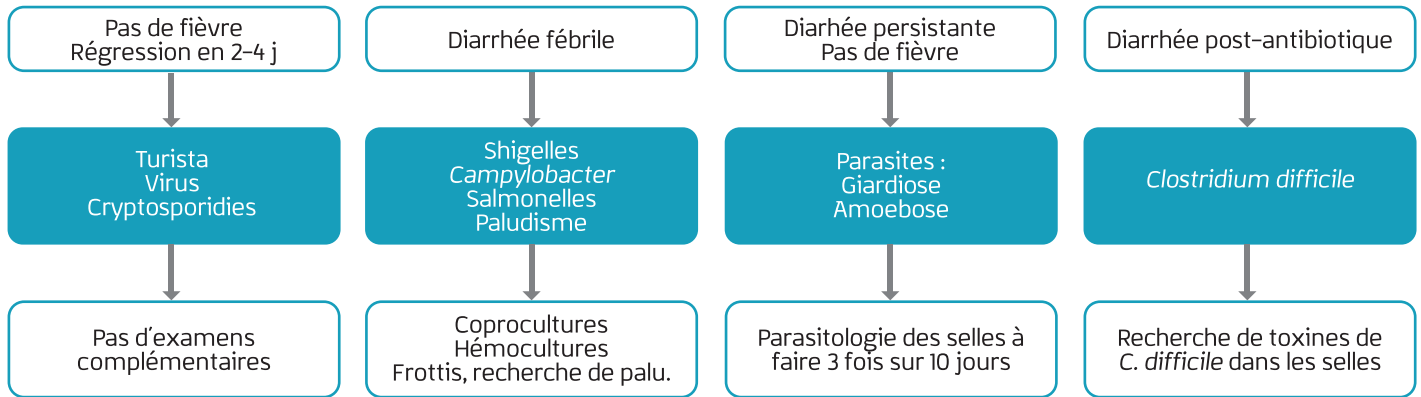 Pas de fièvre
Régression en 2–4 j
Diarrhée fébrile
Diarhée persistante
Pas de fièvre
Diarrhée post-antibiotique
Turista
Virus
Cryptosporidies
Shigelles
Campylobacter
Salmonelles
Paludisme
Parasites :
Giardiose
Amoebose
Clostridium difficile
Pas d'examens
complémentaires
Coprocultures
Hémocultures
Frottis, recherche de palu.
Parasitologie des selles à
faire 3 fois sur 10 jours
Recherche de toxines de
C. difficile dans les selles